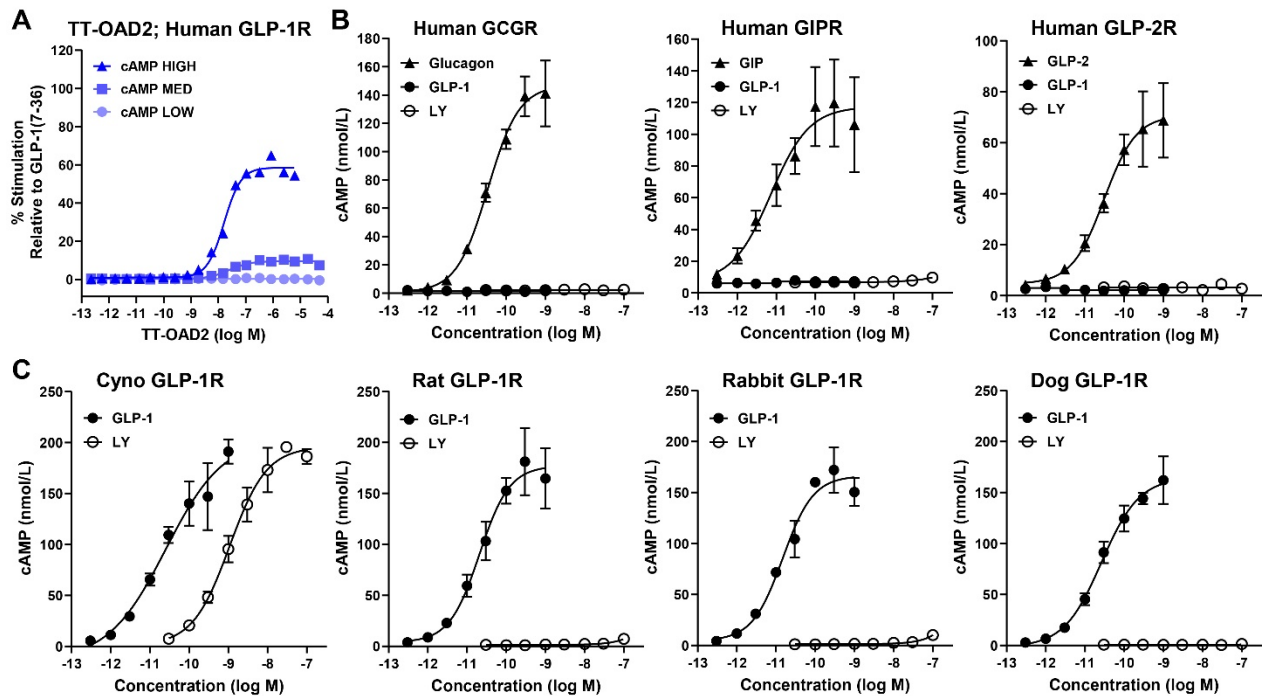 A
TT-OAD2; Human GLP-1R
% Stimulation
Relative to GLP-1(7-36)
120
100
80
60
40
20
0
cAMP HIGH
cAMP MED
cAMP LOW
-13 -12 -11 -10 -9 -8 -7 -6 -5 -4
TT-OAD2 (log M)
B
Human GCGR
cAMP (nmol/L)
180
160
140
120
100
80
60
40
20
0
Glucagon
GLP-1
LY
-13 -12 -11 -10 -9 -8 -7
Concentration (log M)
Human GIPR
cAMP (nmol/L)
160
140
120
100
80
60
40
20
0
GIP
GLP-1
LY
-13 -12 -11 -10 -9 -8 -7
Concentration (log M)
Human GLP-2R
cAMP (nmol/L)
100
80
60
40
20
0
GLP-2
GLP-1
LY
-13 -12 -11 -10 -9 -8 -7
Concentration (log M)
C
Cyno GLP-1R
cAMP (nmol/L)
250
200
150
100
50
0
GLP-1
LY
-13 -12 -11 -10 -9 -8 -7
Concentration (log M)
Rat GLP-1R
cAMP (nmol/L)
250
200
150
100
50
0
GLP-1
LY
-13 -12 -11 -10 -9 -8 -7
Concentration (log M)
Rabbit GLP-1R
cAMP (nmol/L)
250
200
150
100
50
0
GLP-1
LY
-13 -12 -11 -10 -9 -8 -7
Concentration (log M)
Dog GLP-1R
cAMP (nmol/L)
250
200
150
100
50
0
GLP-1
LY
-13 -12 -11 -10 -9 -8 -7
Concentration (log M)